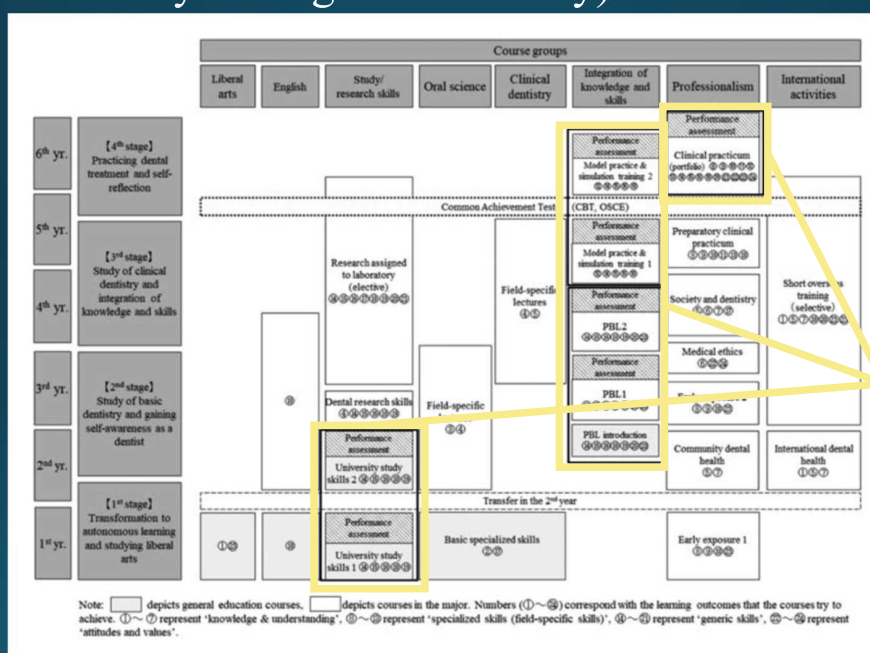 Course groups
Liberal
arts
English
Study/
research skills
Oral science
Clinical
dentistry
Integration of
knowledge and
skills
Professionalism
International
activities
6th yr.
5th yr.
4th yr.
3rd yr.
2nd yr.
1st yr.
【4th stage】
Practicing dental
treatment and self-
reflection
【3rd stage】
Study of clinical
dentistry and
integration of
knowledge and skills
【2nd stage】
Study of basic
dentistry and gaining
self-awareness as a
dentist
【1st stage】
Transformation to
autonomous learning
and studying liberal
arts
Performance
assessment
Model practice &
simulation training 2
Performance
assessment
Clinical practicum
(portfolio)
Common Achievement Tests (CBT, OSCE)
Research assigned
to laboratory
(elective)
Field-specific
lectures
④⑤
Performance
assessment
Model practice &
simulation training 1
Preparatory clinical
practicum
Short overseas
training
(selective)
Performance
assessment
PBL2
Society and dentistry
Medical ethics
Dental research skills
Field-specific
lectures
③④
Performance
assessment
PBL1
PBL introduction
Performance
assessment
University study
skills 2
Community dental
health
⑤⑦
International dental
health
①⑤⑦
Transfer in the 2nd year
Performance
assessment
University study
skills 1
Basic specialized skills
Early exposure 1
Note: depicts general education courses, depicts courses in the major. Numbers (①～) correspond with the learning outcomes that the courses try to
achieve. ①～⑦ represent ‘knowledge & understanding’, represent ‘specialized skills (field-specific skills)’, represent ‘generic skills’, represent
‘attitudes and values’.